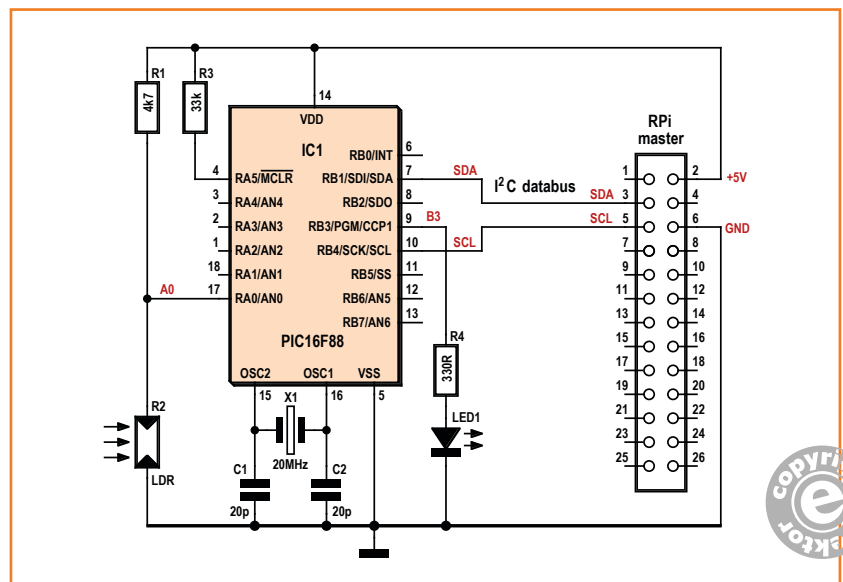 R1
4k7
R3
33k
14
VDD
IC1
4 RA5/MCLR
3 RA4/AN4
2 RA3/AN3
1 RA2/AN2
18 RA1/AN1
17 RA0/AN0
A0
RB0/INT 6
RB1/SDI/SDA 7
RB2/SDO 8
RB3/PGM/CCP1 9
RB4/SCK/SCL 10
RB5/SS 11
RB6/AN5 12
RB7/AN6 13
PIC16F88
OSC2 OSC1 VSS
15 16 5
X1
20MHz
C1
20p
C2
20p
R2
LDR
SDA
I²C databus
SDA
B3
SCL
SCL
R4
330R
LED1
RPi
master
1 2
3 4
5 6
7 8
9 10
11 12
13 14
15 16
17 18
19 20
21 22
23 24
25 26
+5V
GND
copyri
e
ektor